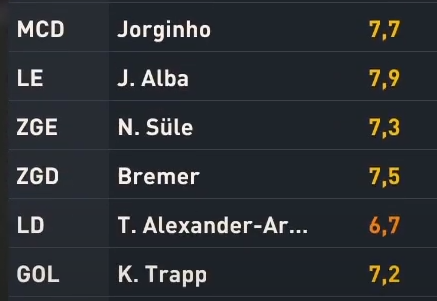 MCD Jorginho 7,7
LE J. Alba 7,9
ZGE N. Süle 7,3
ZGD Bremer 7,5
LD T. Alexander-Ar... 6,7
GOL K. Trapp 7,2